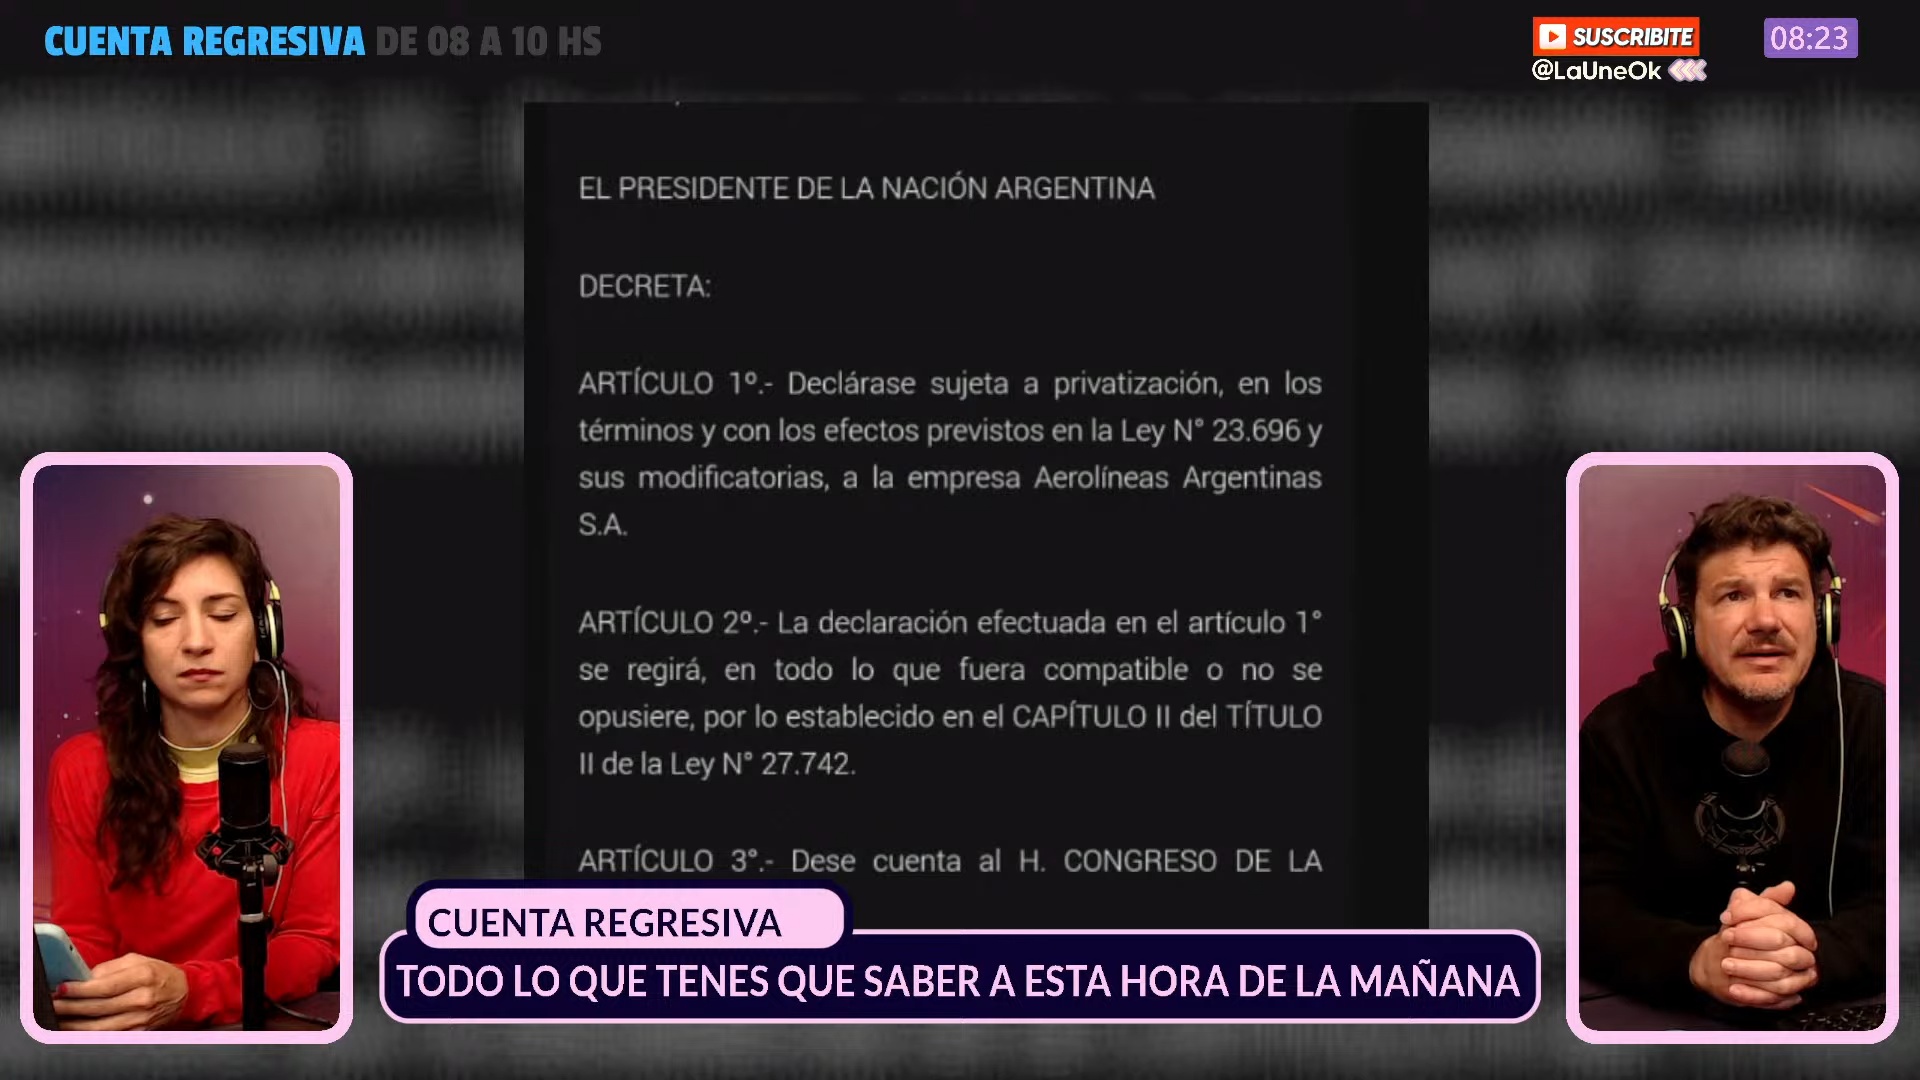 CUENTA REGRESIVA DE 08 A 10 HS
SUSCRIBITE
@LaUneOk
08:23
EL PRESIDENTE DE LA NACIÓN ARGENTINA
DECRETA:
ARTÍCULO 1º.- Declárase sujeta a privatización, en los
términos y con los efectos previstos en la Ley N° 23.696 y
sus modificatorias, a la empresa Aerolíneas Argentinas
S.A.
ARTÍCULO 2º.- La declaración efectuada en el artículo 1°
se regirá, en todo lo que fuera compatible o no se
opusiere, por lo establecido en el CAPÍTULO II del TÍTULO
II de la Ley N° 27.742.
ARTÍCULO 3°.- Dese cuenta al H. CONGRESO DE LA
CUENTA REGRESIVA
TODO LO QUE TENES QUE SABER A ESTA HORA DE LA MAÑANA